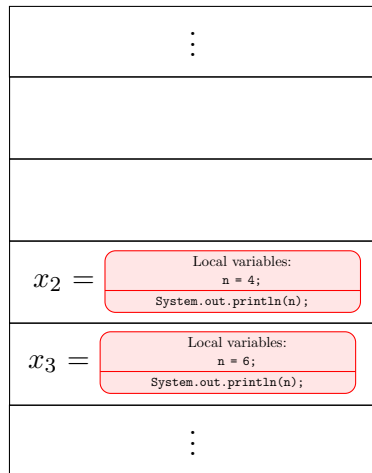 ⋮
x₂ =
Local variables:
n = 4;
System.out.println(n);
x₃ =
Local variables:
n = 6;
System.out.println(n);
⋮